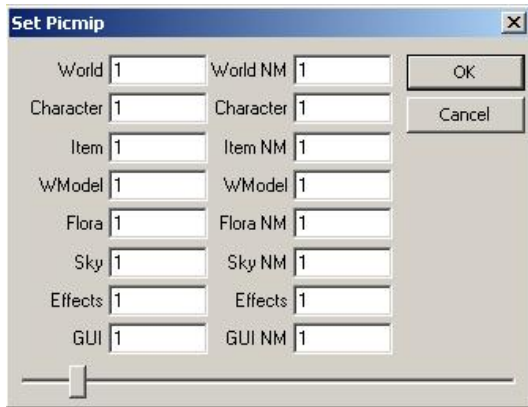 Set Picmip
World 1 World NM 1 OK
Character 1 Character 1 Cancel
Item 1 Item NM 1
WModel 1 WModel 1
Flora 1 Flora NM 1
Sky 1 Sky NM 1
Effects 1 Effects 1
GUI 1 GUI NM 1